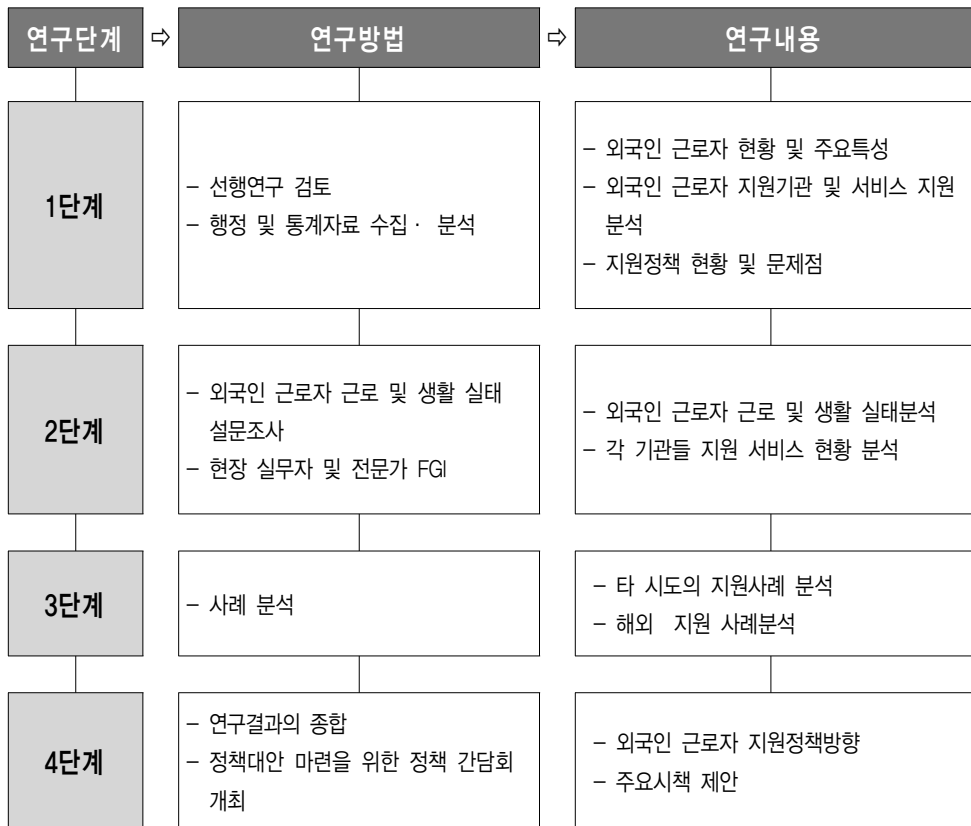 연구단계 ⇨ 연구방법 ⇨ 연구내용
1단계
– 선행연구 검토
– 행정 및 통계자료 수집 · 분석
– 외국인 근로자 현황 및 주요특성
– 외국인 근로자 지원기관 및 서비스 지원
분석
– 지원정책 현황 및 문제점
2단계
– 외국인 근로자 근로 및 생활 실태
설문조사
– 현장 실무자 및 전문가 FGI
– 외국인 근로자 근로 및 생활 실태분석
– 각 기관들 지원 서비스 현황 분석
3단계
– 사례 분석
– 타 시도의 지원사례 분석
– 해외 지원 사례분석
4단계
– 연구결과의 종합
– 정책대안 마련을 위한 정책 간담회
개최
– 외국인 근로자 지원정책방향
– 주요시책 제안